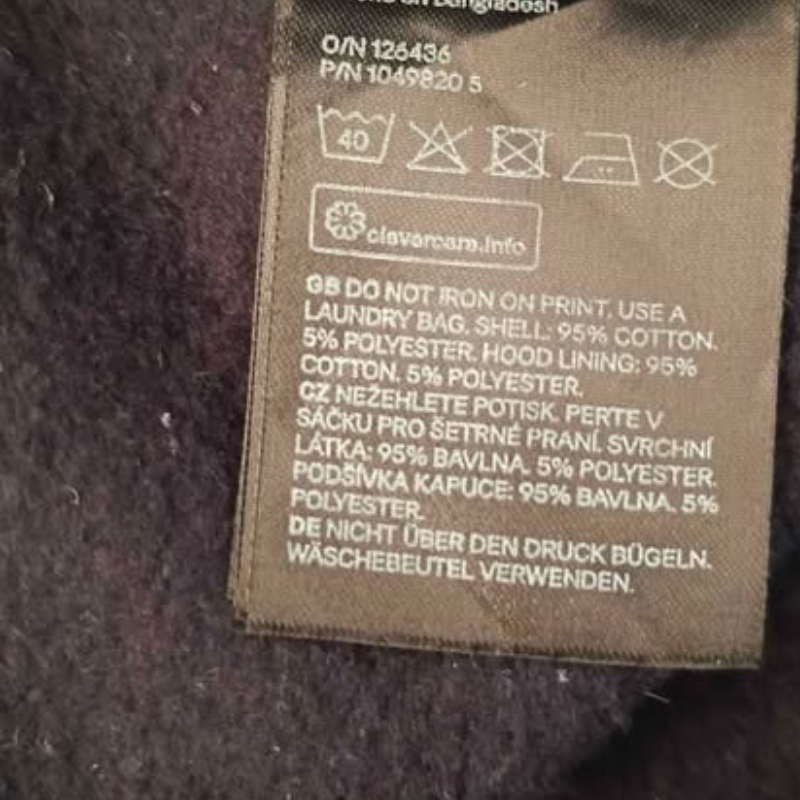 Bangladesh
O/N 126436
P/N 1049820 5
40
clevercare.info
GB DO NOT IRON ON PRINT. USE A
LAUNDRY BAG. SHELL: 95% COTTON.
5% POLYESTER. HOOD LINING: 95%
COTTON. 5% POLYESTER.
CZ NEŽEHLETE POTISK. PERTE V
SÁČKU PRO ŠETRNÉ PRANÍ. SVRCHNÍ
LÁTKA: 95% BAVLNA. 5% POLYESTER.
PODŠÍVKA KAPUCE: 95% BAVLNA. 5%
POLYESTER.
DE NICHT ÜBER DEN DRUCK BÜGELN.
WÄSCHEBEUTEL VERWENDEN.